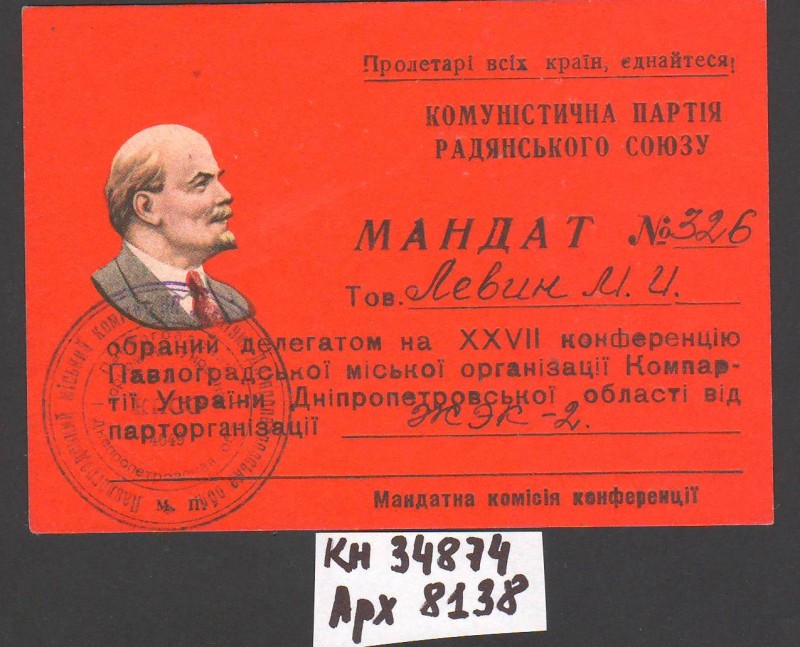 Пролетарі всіх країн, єднайтеся!
КОМУНІСТИЧНА ПАРТІЯ
РАДЯНСЬКОГО СОЮЗУ
МАНДАТ №326
Тов. Левин М. И.
обраний делегатом на XXVII конференцію
Павлоградської міської організації Компар-
тії України Дніпропетровської області від
парторганізації ЖЭК-2.
М. П.
Мандатна комісія конференції
КН 34874
Арх 8138